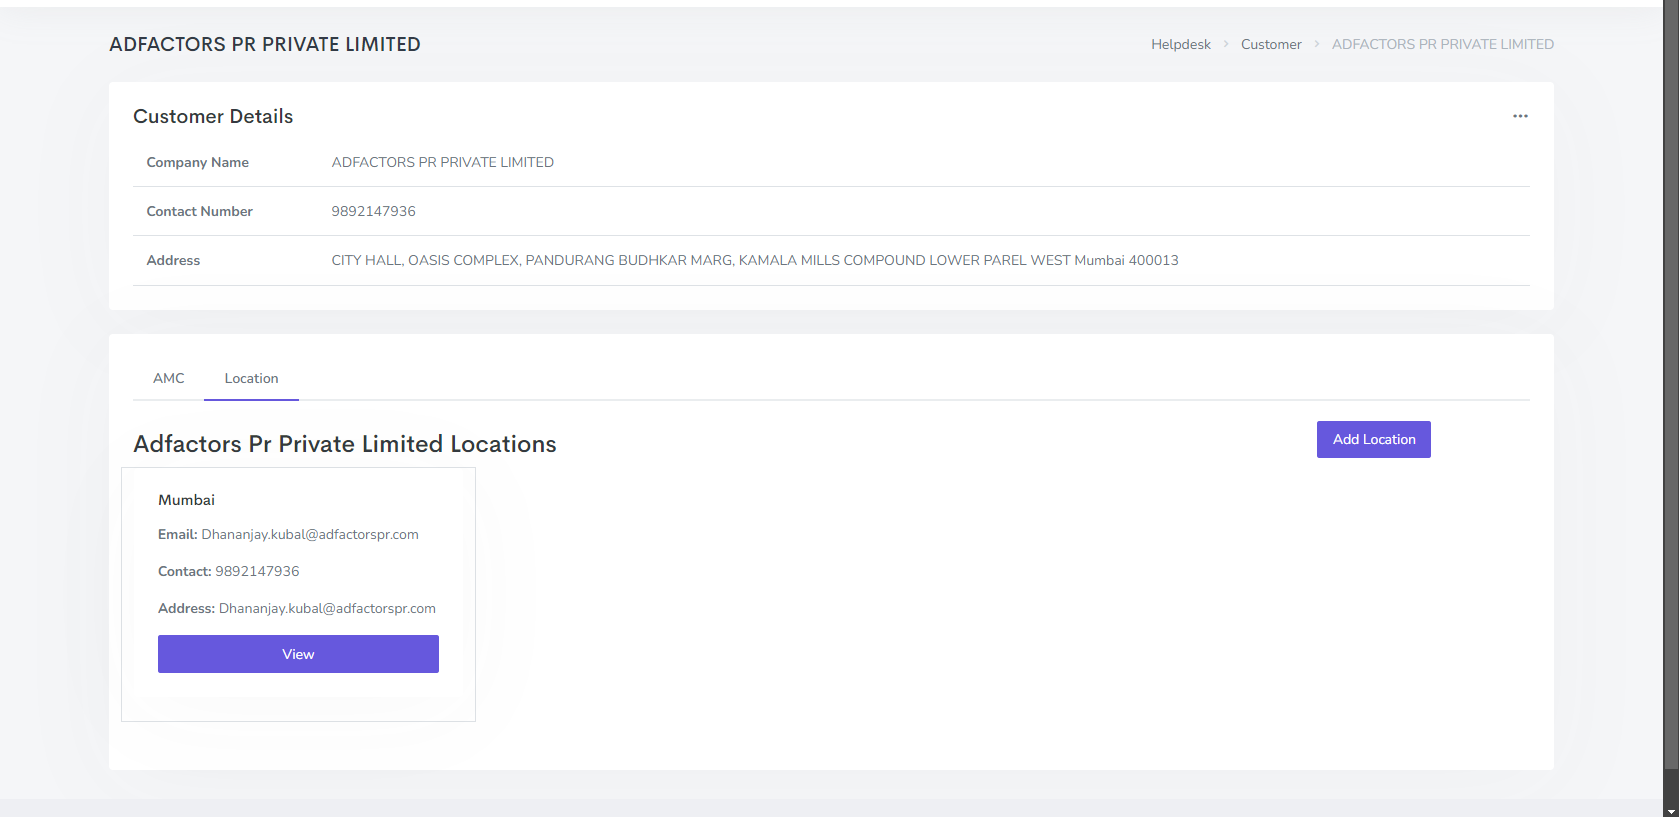 ADFACTORS PR PRIVATE LIMITED
Helpdesk > Customer > ADFACTORS PR PRIVATE LIMITED
Customer Details
Company Name ADFACTORS PR PRIVATE LIMITED
Contact Number 9892147936
Address CITY HALL, OASIS COMPLEX, PANDURANG BUDHKAR MARG, KAMALA MILLS COMPOUND LOWER PAREL WEST Mumbai 400013
AMC Location
Adfactors Pr Private Limited Locations
Add Location
Mumbai
Email: Dhananjay.kubal@adfactorspr.com
Contact: 9892147936
Address: Dhananjay.kubal@adfactorspr.com
View